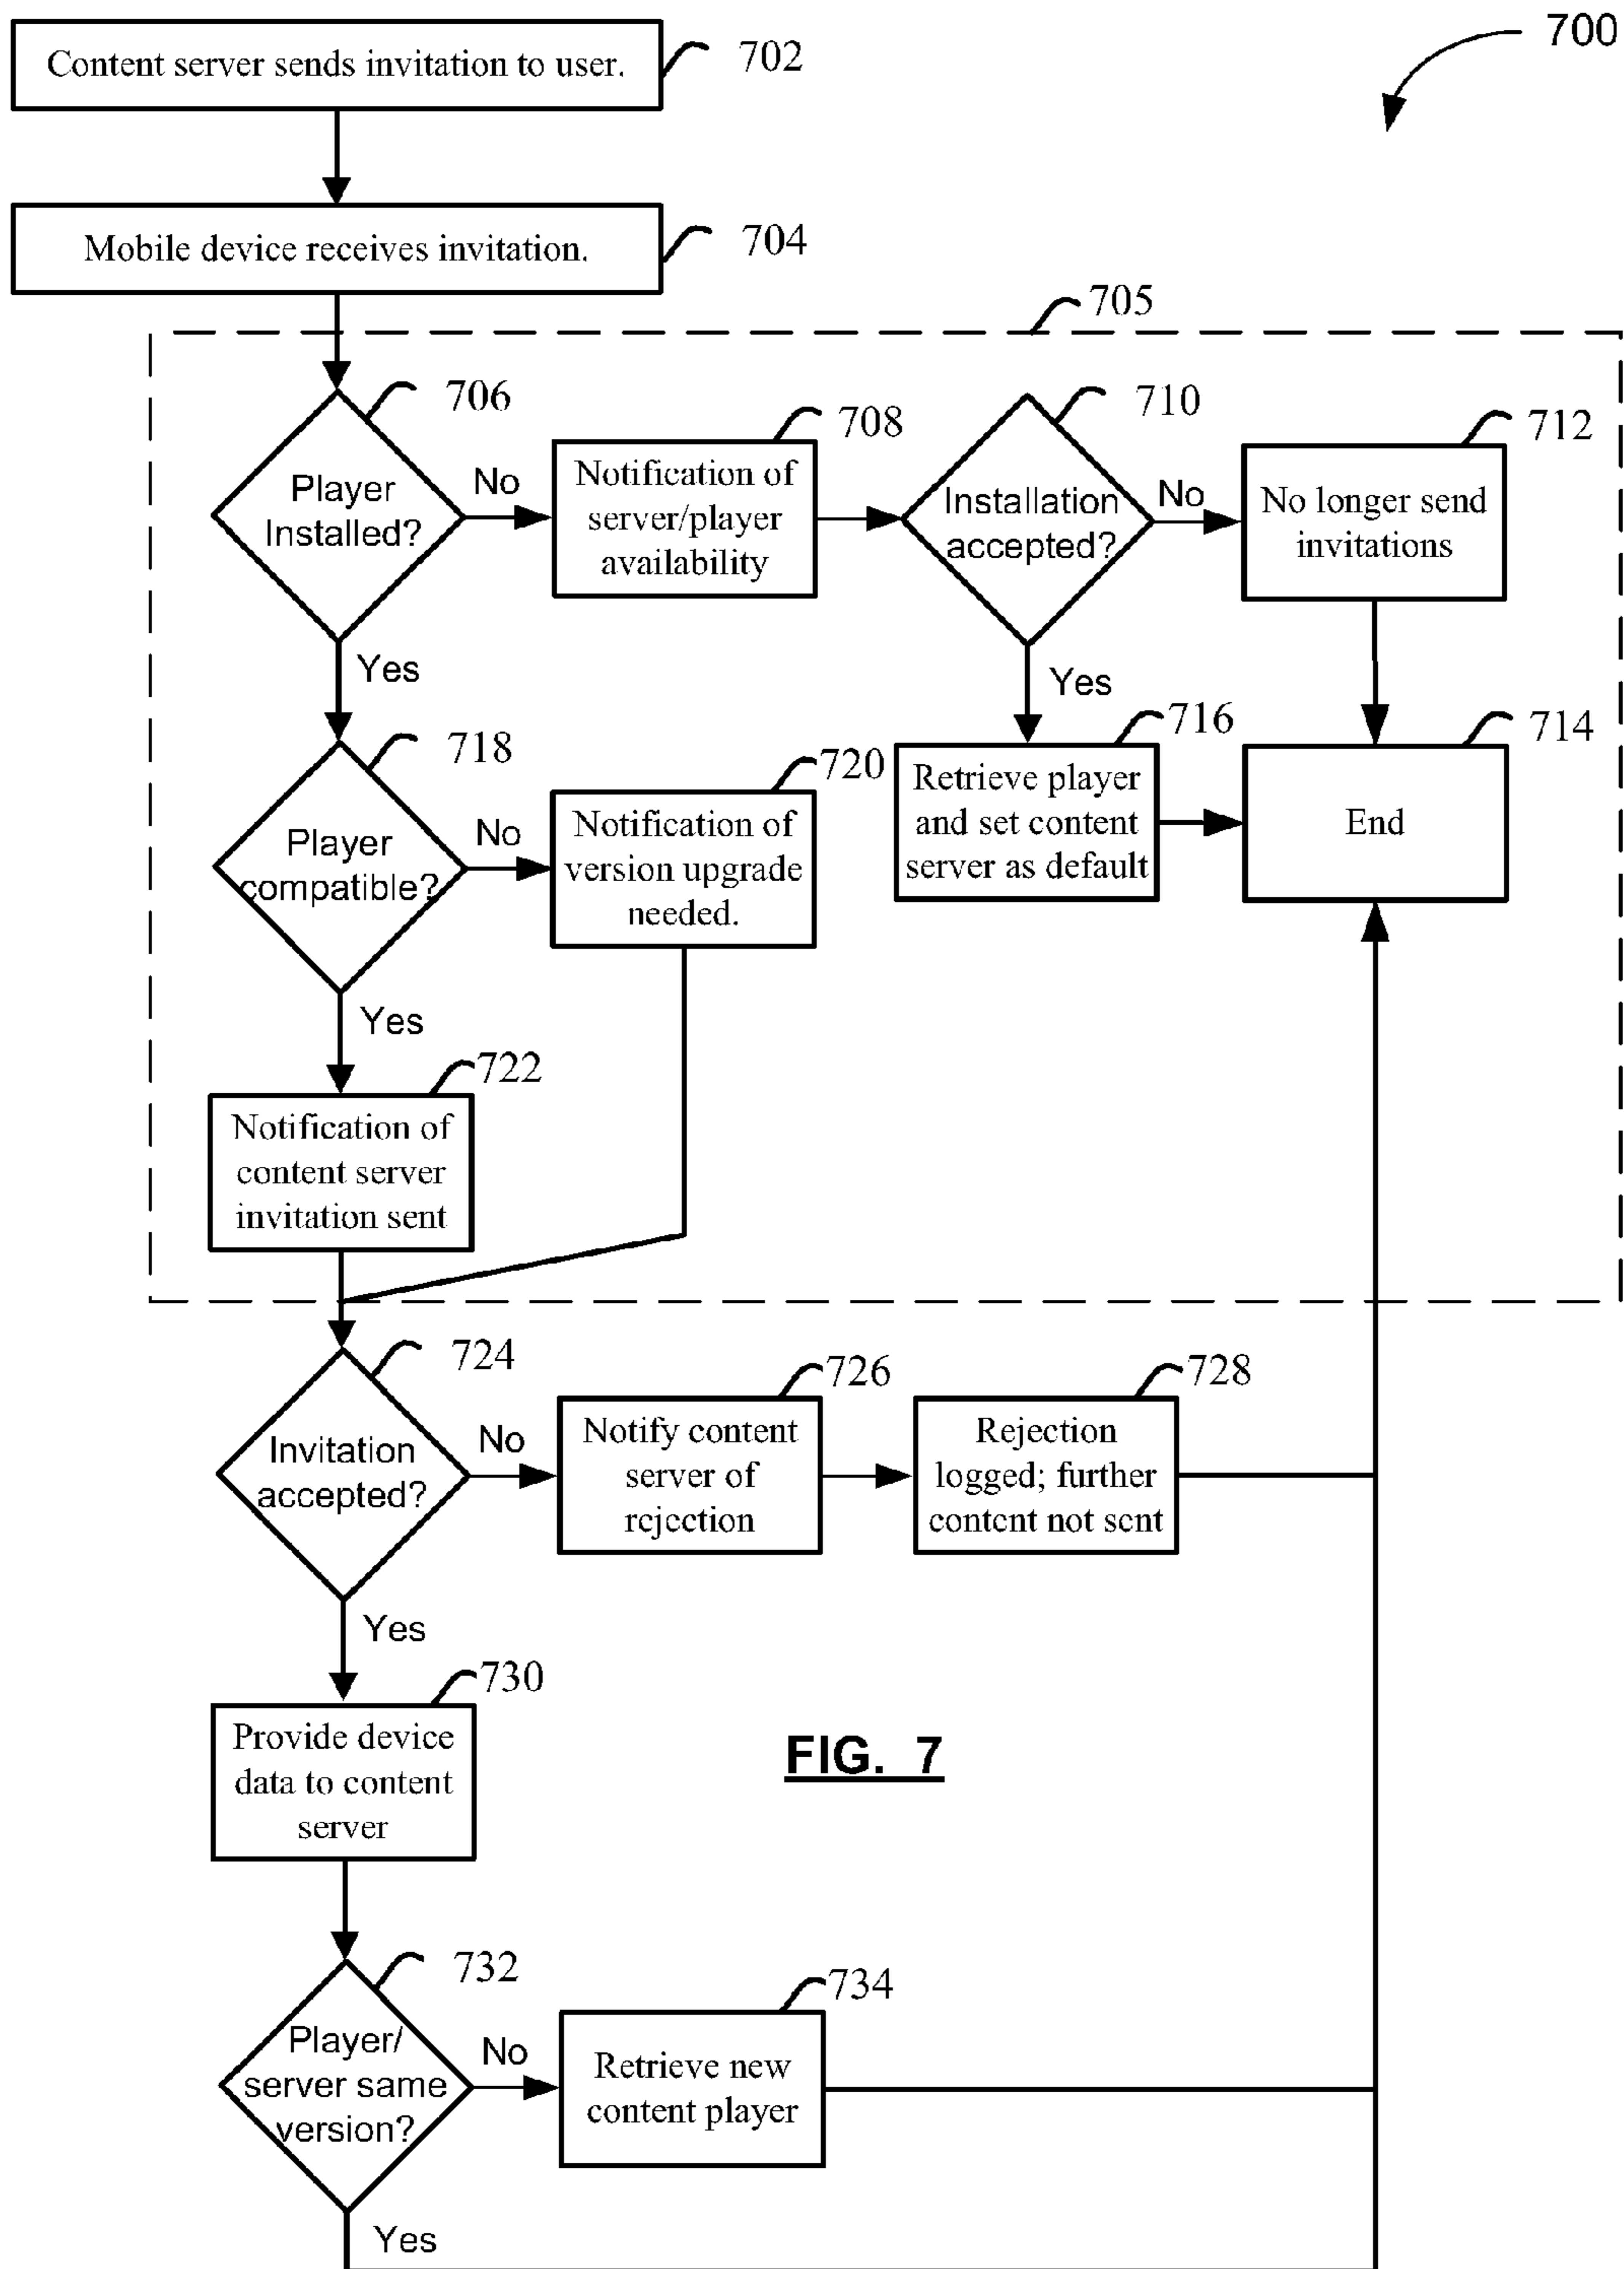 700
Content server sends invitation to user.
702
Mobile device receives invitation.
704
705
706
Player
Installed?
No
Yes
708
Notification of
server/player
availability
710
Installation
accepted?
No
Yes
712
No longer send
invitations
714
End
716
Retrieve player
and set content
server as default
718
Player
compatible?
No
Yes
720
Notification of
version upgrade
needed.
722
Notification of
content server
invitation sent
724
Invitation
accepted?
No
Yes
726
Notify content
server of
rejection
728
Rejection
logged; further
content not sent
730
Provide device
data to content
server
FIG. 7
732
Player/
server same
version?
No
Yes
734
Retrieve new
content player